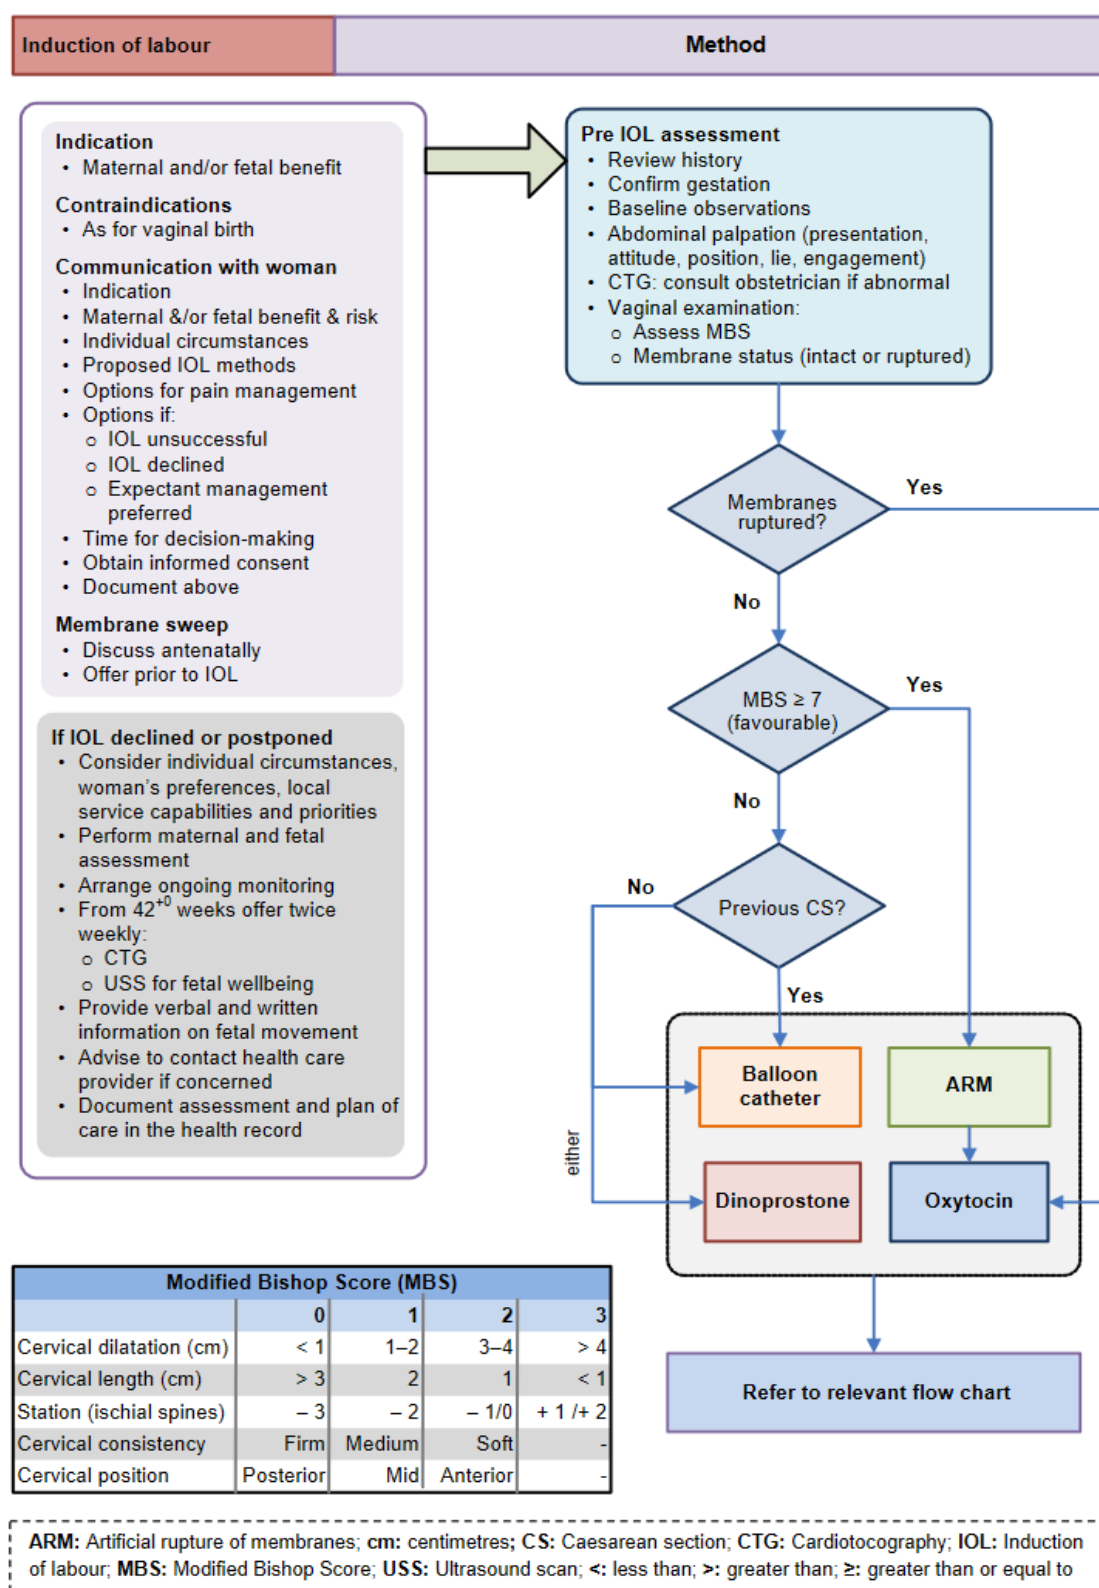 Induction of labour
Method
Indication
• Maternal and/or fetal benefit
Contraindications
• As for vaginal birth
Communication with woman
• Indication
• Maternal &/or fetal benefit & risk
• Individual circumstances
• Proposed IOL methods
• Options for pain management
• Options if:
o IOL unsuccessful
o IOL declined
o Expectant management
preferred
• Time for decision-making
• Obtain informed consent
• Document above
Membrane sweep
• Discuss antenatally
• Offer prior to IOL
If IOL declined or postponed
• Consider individual circumstances,
woman's preferences, local
service capabilities and priorities
• Perform maternal and fetal
assessment
• Arrange ongoing monitoring
• From 42+0 weeks offer twice
weekly:
o CTG
o USS for fetal wellbeing
• Provide verbal and written
information on fetal movement
• Advise to contact health care
provider if concerned
• Document assessment and plan of
care in the health record
Pre IOL assessment
• Review history
• Confirm gestation
• Baseline observations
• Abdominal palpation (presentation,
attitude, position, lie, engagement)
• CTG: consult obstetrician if abnormal
• Vaginal examination:
o Assess MBS
o Membrane status (intact or ruptured)
Membranes
ruptured?
Yes
No
MBS ≥ 7
(favourable)
Yes
No
Previous CS?
No
Yes
either
Balloon
catheter
ARM
Dinoprostone
Oxytocin
Refer to relevant flow chart
Modified Bishop Score (MBS)
0 1 2 3
Cervical dilatation (cm) < 1 1–2 3–4 > 4
Cervical length (cm) > 3 2 1 < 1
Station (ischial spines) – 3 – 2 – 1/0 + 1 /+ 2
Cervical consistency Firm Medium Soft -
Cervical position Posterior Mid Anterior -
ARM: Artificial rupture of membranes; cm: centimetres; CS: Caesarean section; CTG: Cardiotocography; IOL: Induction
of labour; MBS: Modified Bishop Score; USS: Ultrasound scan; <: less than; >: greater than; ≥: greater than or equal to